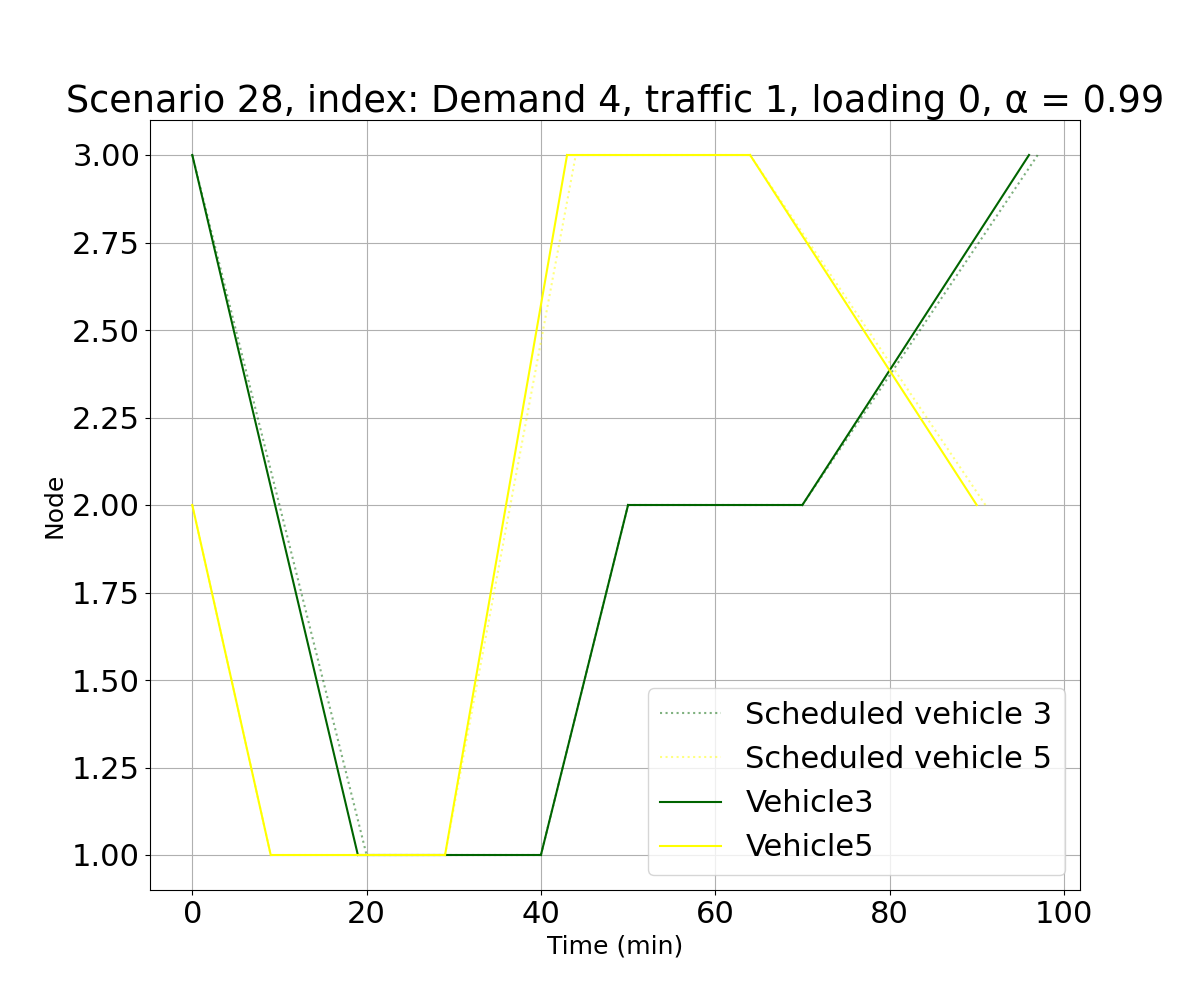 Scenario 28, index: Demand 4, traffic 1, loading 0, α = 0.99
3.00
2.75
2.50
2.25
2.00
1.75
1.50
1.25
1.00
Node
Scheduled vehicle 3
Scheduled vehicle 5
Vehicle3
Vehicle5
0 20 40 60 80 100
Time (min)